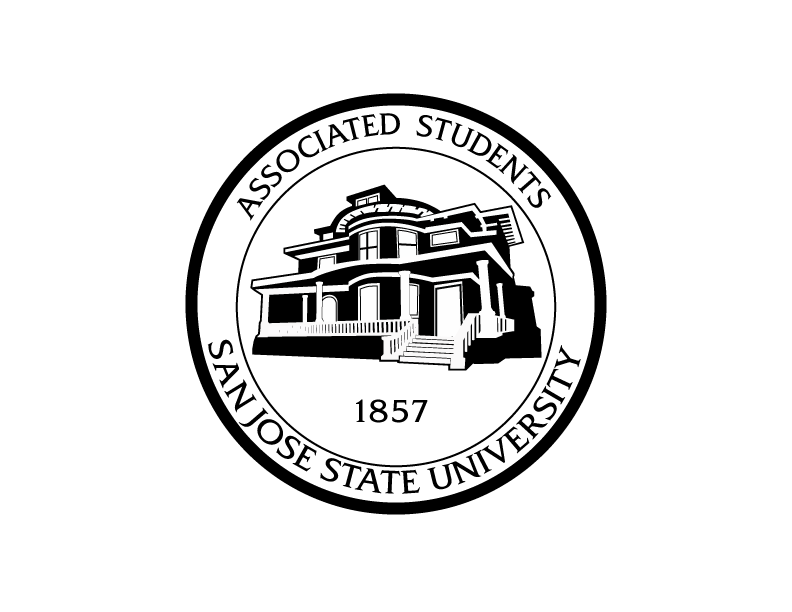 ASSOCIATED STUDENTS
1857
SAN JOSE STATE UNIVERSITY